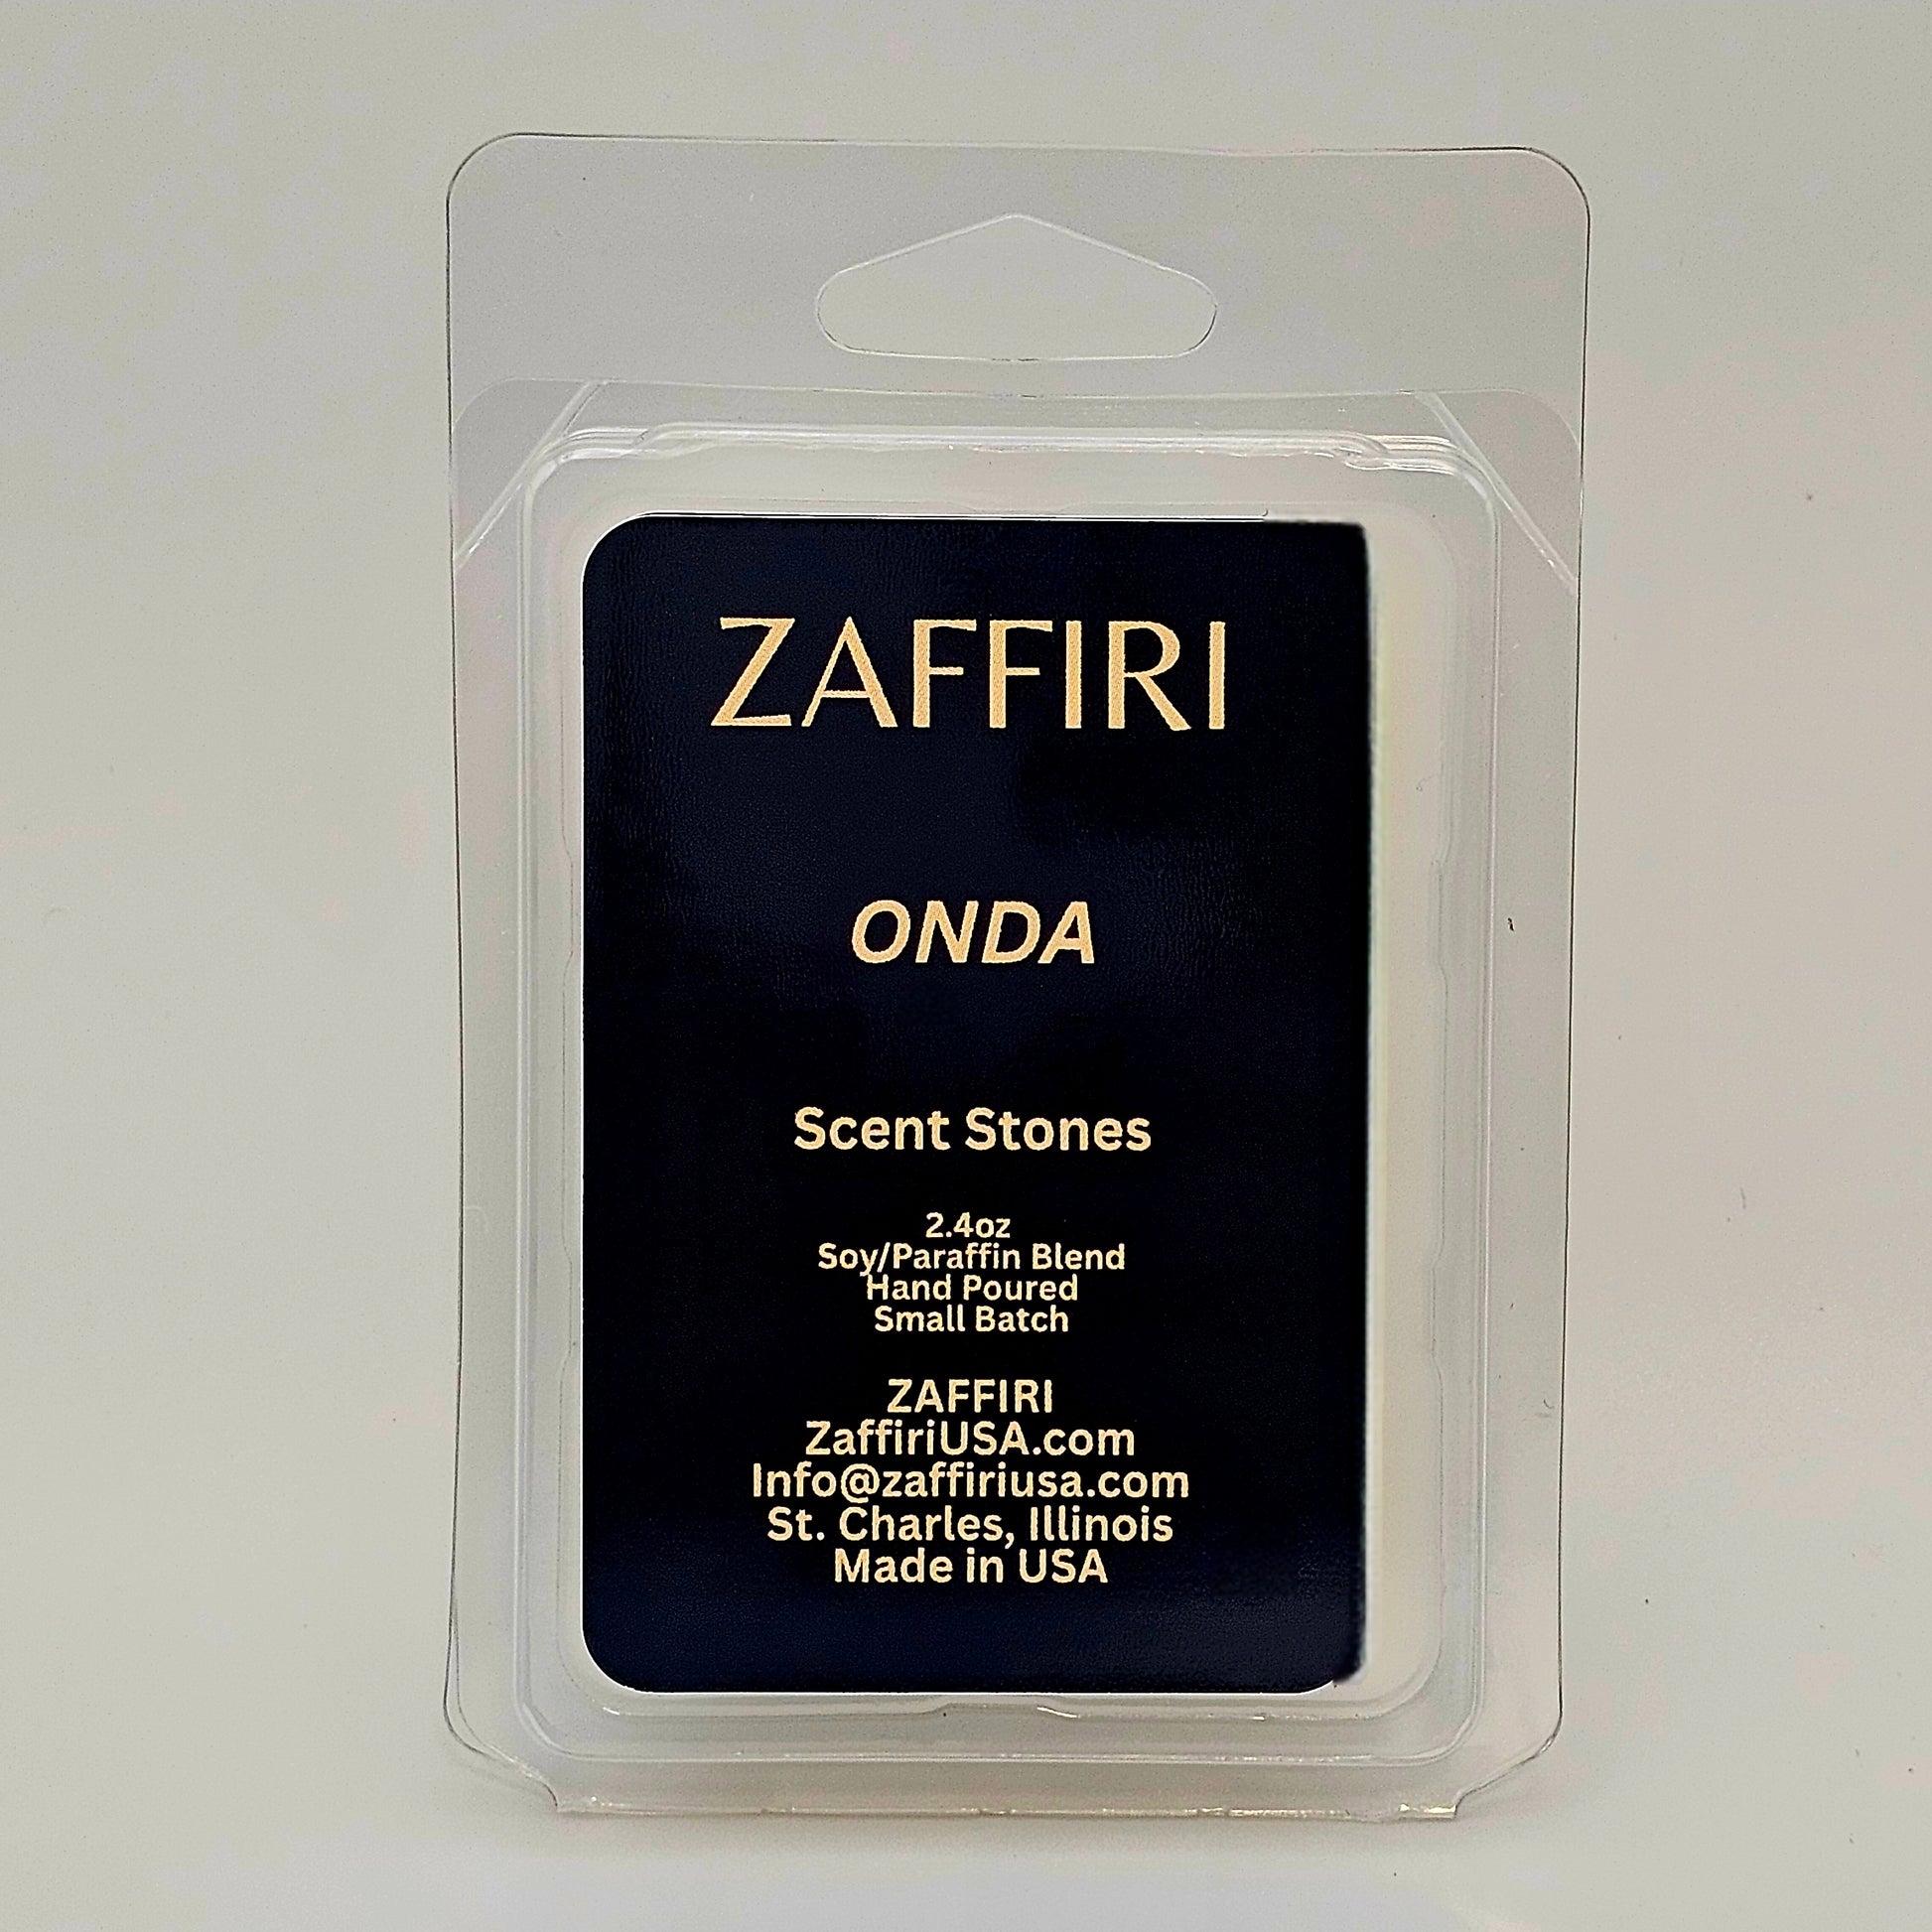 ZAFFIRI
ONDA
Scent Stones
2.4oz
Soy/Paraffin Blend
Hand Poured
Small Batch
ZAFFIRI
ZaffiriUSA.com
Info@zaffiriusa.com
St. Charles, Illinois
Made in USA